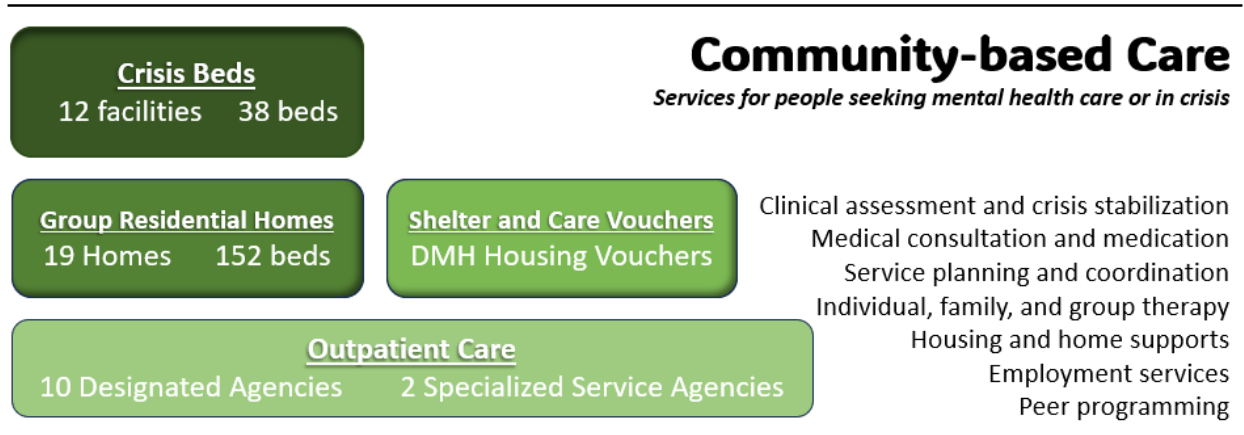 Community-based Care
Services for people seeking mental health care or in crisis
Crisis Beds
12 facilities 38 beds
Group Residential Homes
19 Homes 152 beds
Shelter and Care Vouchers
DMH Housing Vouchers
Outpatient Care
10 Designated Agencies 2 Specialized Service Agencies
Clinical assessment and crisis stabilization
Medical consultation and medication
Service planning and coordination
Individual, family, and group therapy
Housing and home supports
Employment services
Peer programming